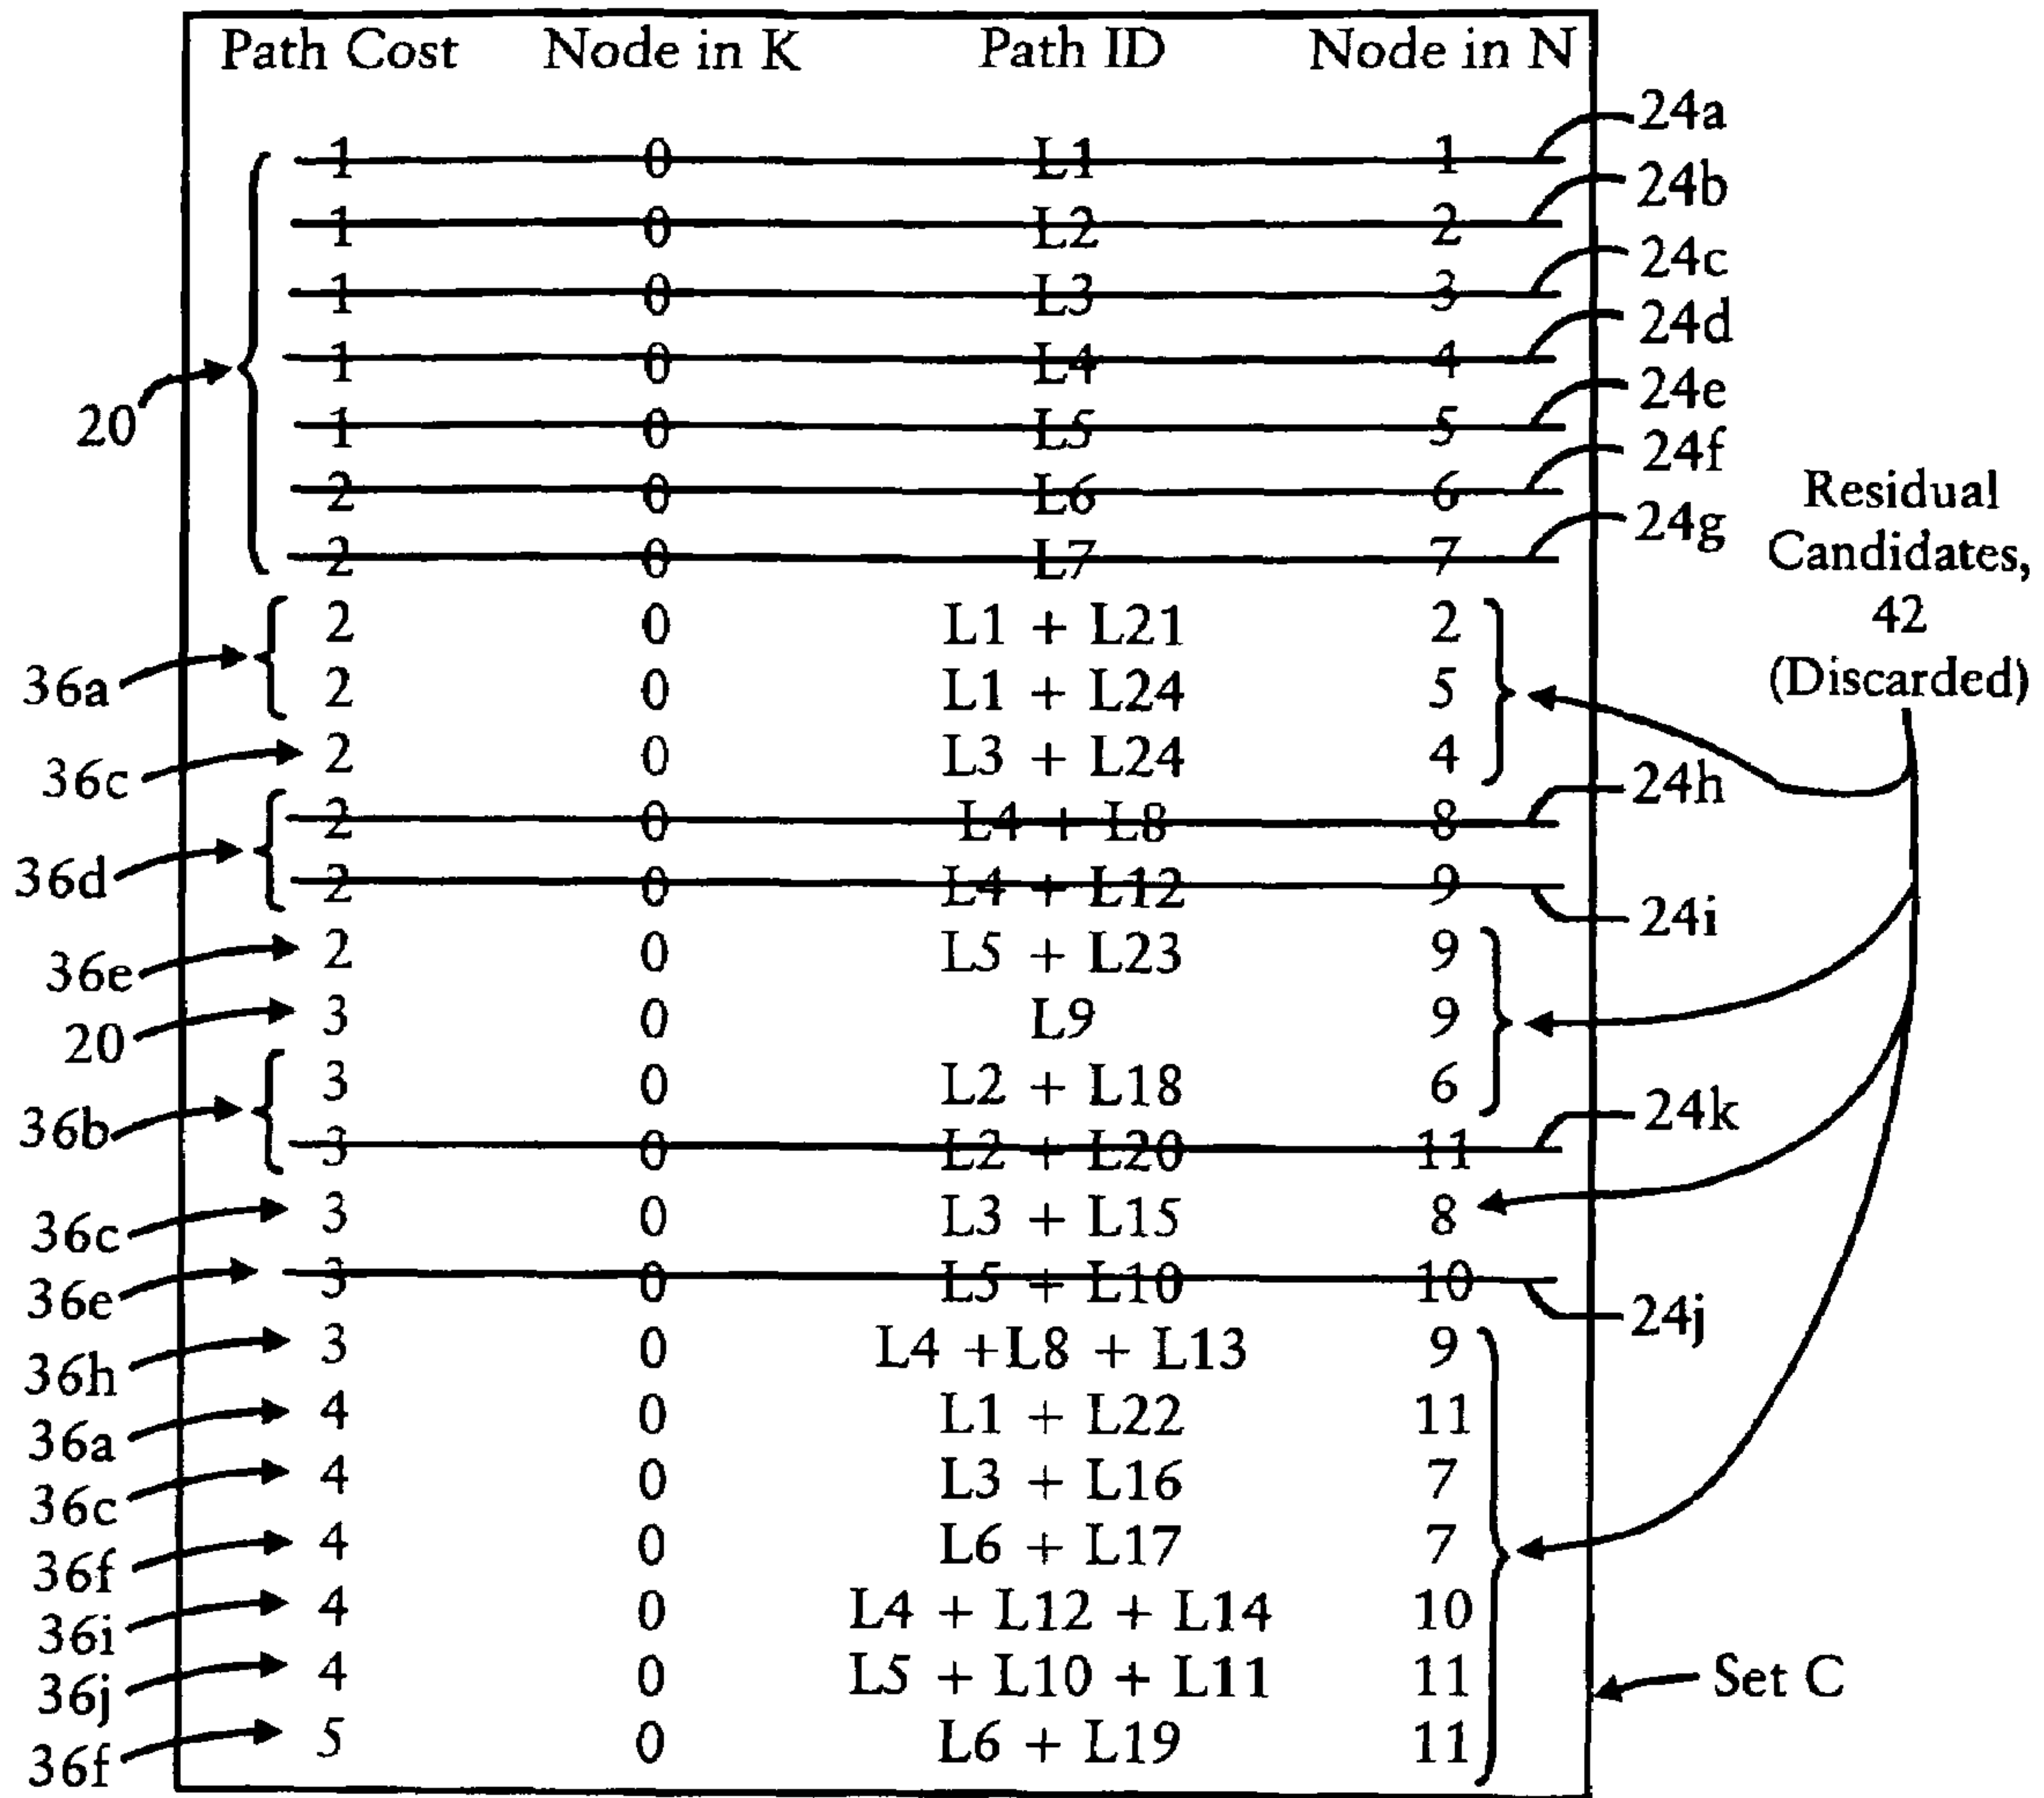 Path Cost Node in K Path ID Node in N
24a
1 0 L1 1
24b
1 0 L2 2
24c
1 0 L3 3
24d
1 0 L4 4
24e
20
1 0 L5 5
24f
2 0 L6 6
24g
2 0 L7 7
Residual
Candidates,
42
(Discarded)
2 0 L1 + L21 2
36a
2 0 L1 + L24 5
36c
2 0 L3 + L24 4
24h
2 0 L4 + L8 8
36d
2 0 L4 + L12 9
24i
36e
2 0 L5 + L23 9
20
3 0 L9 9
3 0 L2 + L18 6
36b
24k
3 0 L2 + L20 11
36c
3 0 L3 + L15 8
36e
3 0 L5 + L10 10
24j
36h
3 0 L4 +L8 + L13 9
36a
4 0 L1 + L22 11
36c
4 0 L3 + L16 7
36f
4 0 L6 + L17 7
36i
4 0 L4 + L12 + L14 10
36j
4 0 L5 + L10 + L11 11
Set C
36f
5 0 L6 + L19 11